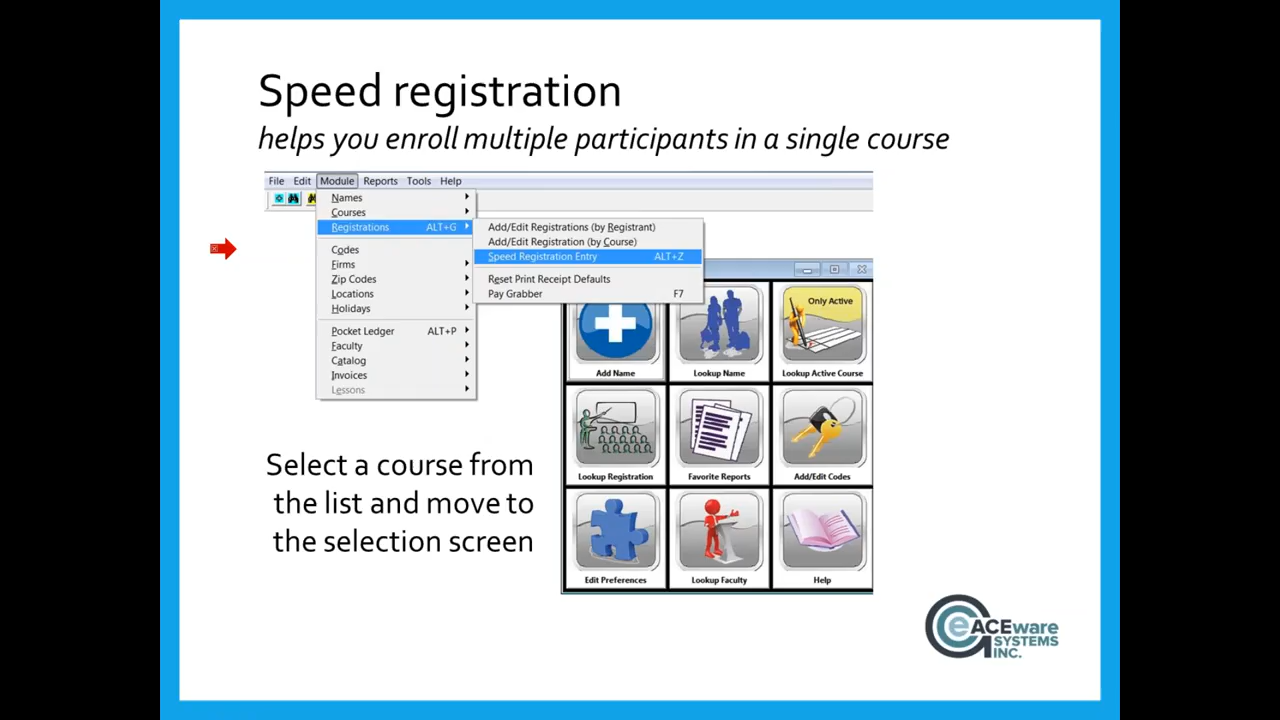 Speed registration
helps you enroll multiple participants in a single course
File Edit Module Reports Tools Help
Names
Courses
Registrations ALT+G
Codes
Firms
Zip Codes
Locations
Holidays
Pocket Ledger ALT+P
Faculty
Catalog
Invoices
Lessons
Add/Edit Registrations (by Registrant)
Add/Edit Registration (by Course)
Speed Registration Entry ALT+Z
Reset Print Receipt Defaults
Pay Grabber F7
Only Active
Add Name Lookup Name Lookup Active Course
Lookup Registration Favorite Reports Add/Edit Codes
Edit Preferences Lookup Faculty Help
Select a course from
the list and move to
the selection screen
eACEware
SYSTEMS
INC.